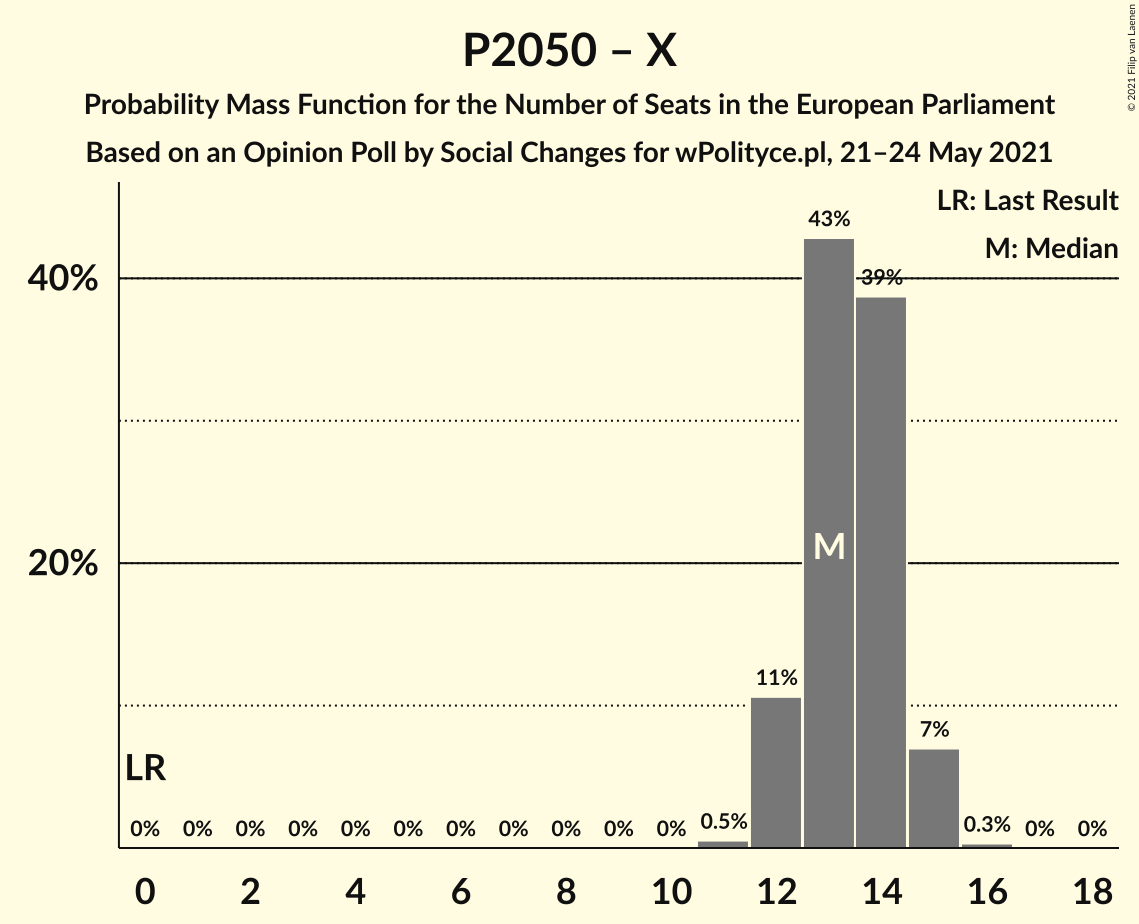 P2050 – X
Probability Mass Function for the Number of Seats in the European Parliament
Based on an Opinion Poll by Social Changes for wPolityce.pl, 21–24 May 2021
© 2021 Filip van Laenen
LR: Last Result
M: Median
40%
20%
43%
39%
M
11%
7%
LR
0% 0% 0% 0% 0% 0% 0% 0% 0% 0% 0% 0.5% 0.3% 0% 0%
0 2 4 6 8 10 12 14 16 18